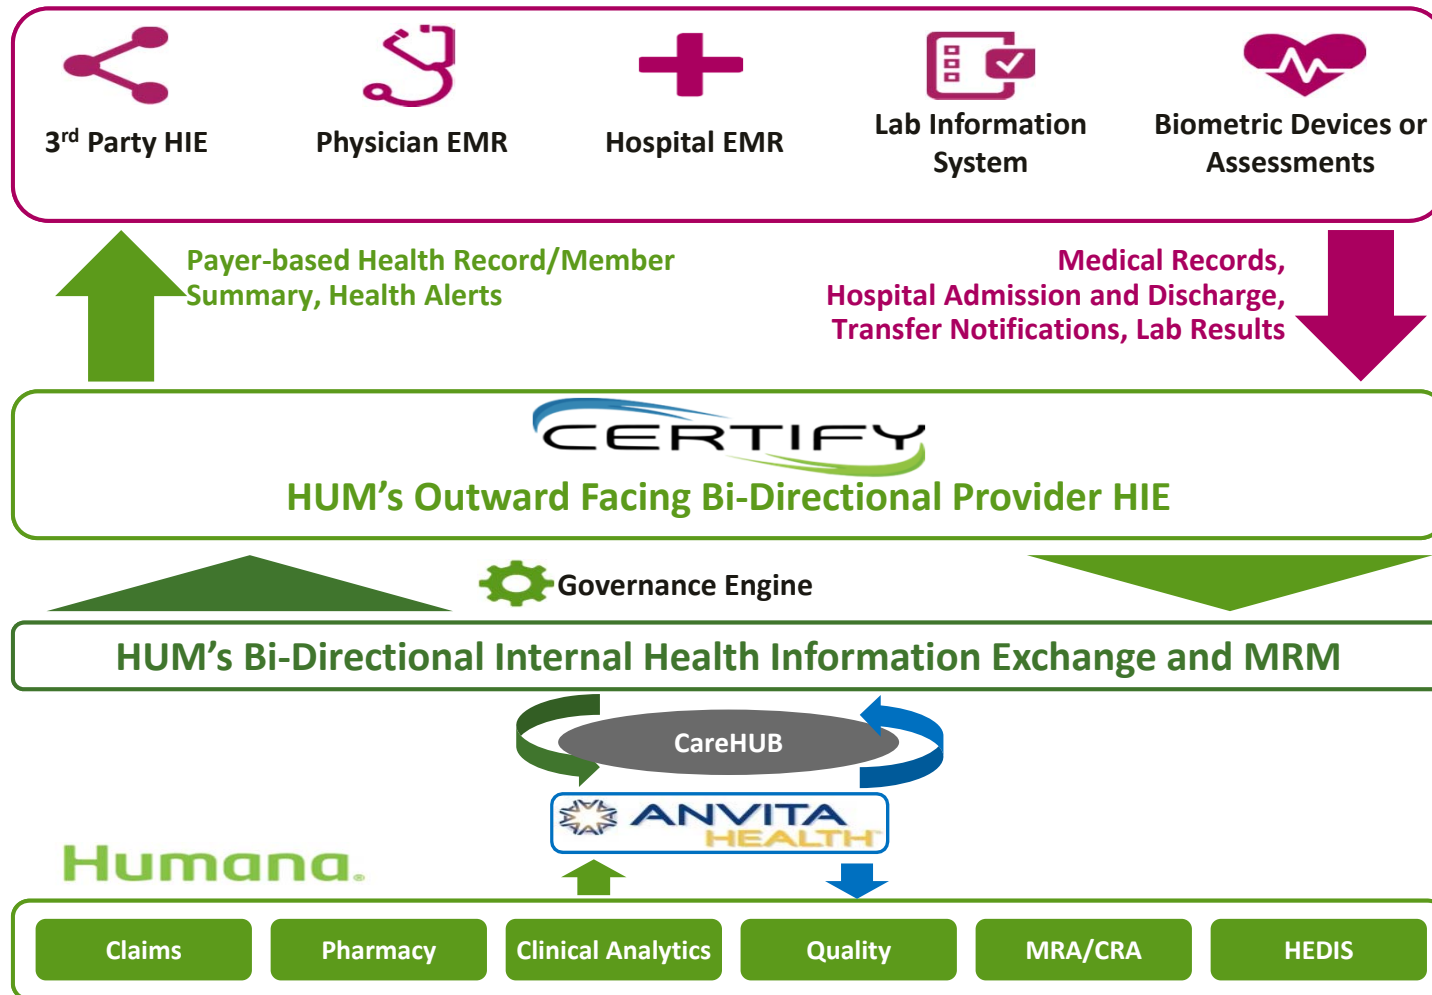 3rd Party HIE
Physician EMR
Hospital EMR
Lab Information
System
Biometric Devices or
Assessments
Payer-based Health Record/Member
Summary, Health Alerts
Medical Records,
Hospital Admission and Discharge,
Transfer Notifications, Lab Results
CERTIFY
HUM’s Outward Facing Bi-Directional Provider HIE
Governance Engine
HUM’s Bi-Directional Internal Health Information Exchange and MRM
CareHUB
ANVITA
HEALTH™
Humana®
Claims
Pharmacy
Clinical Analytics
Quality
MRA/CRA
HEDIS